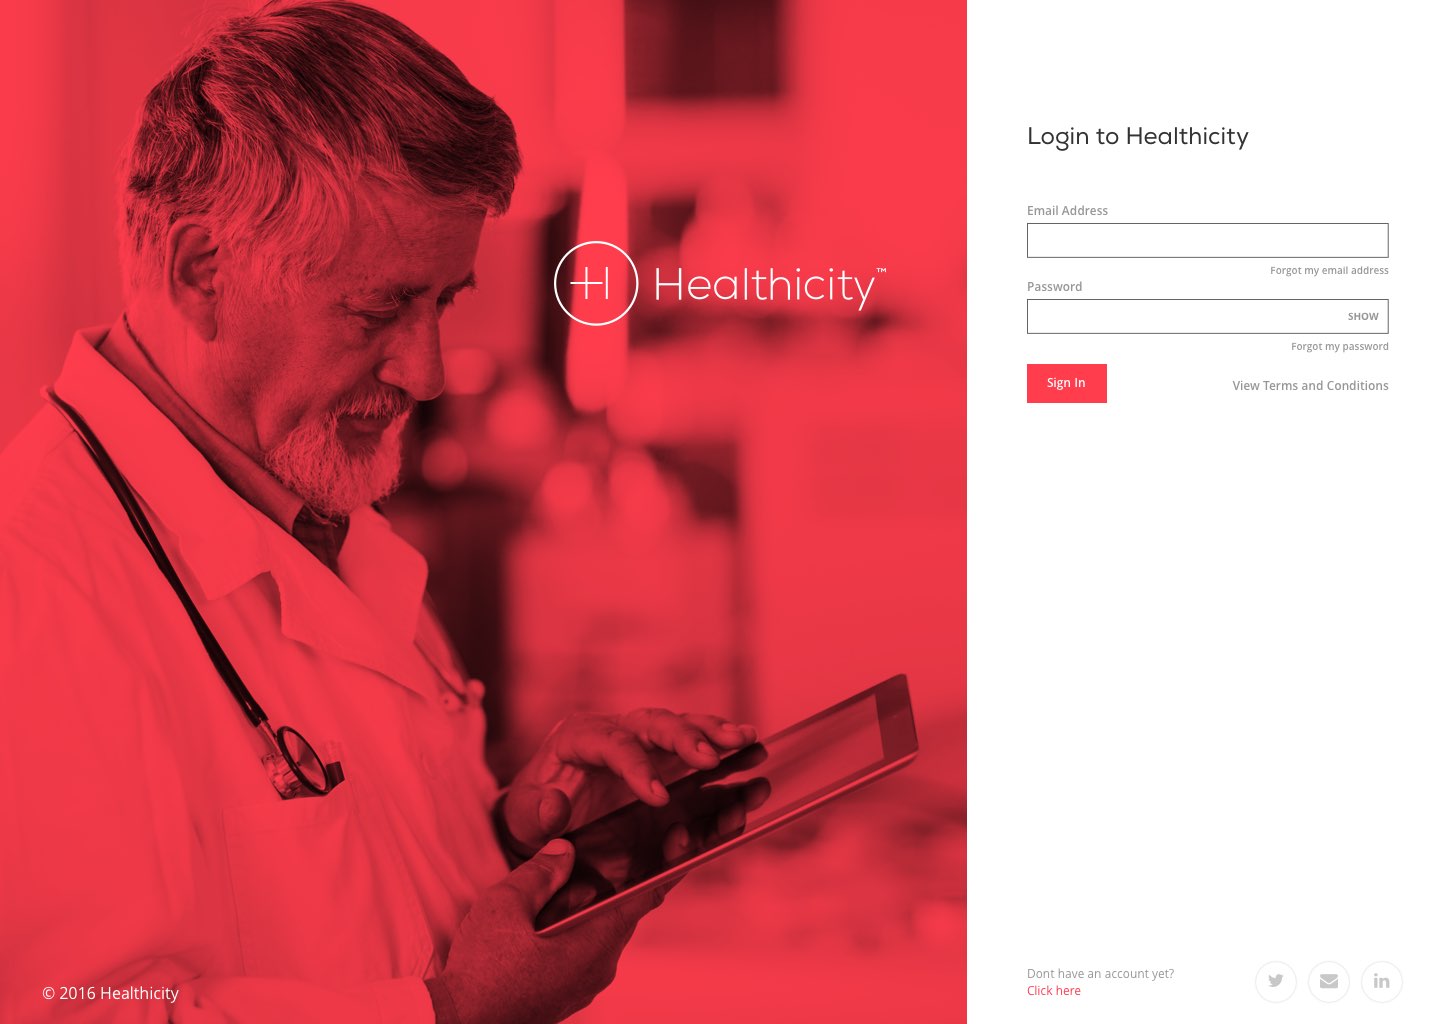 H Healthicity™
© 2016 Healthicity
Login to Healthicity
Email Address
Forgot my email address
Password
SHOW
Forgot my password
Sign In
View Terms and Conditions
Dont have an account yet?
Click here
in